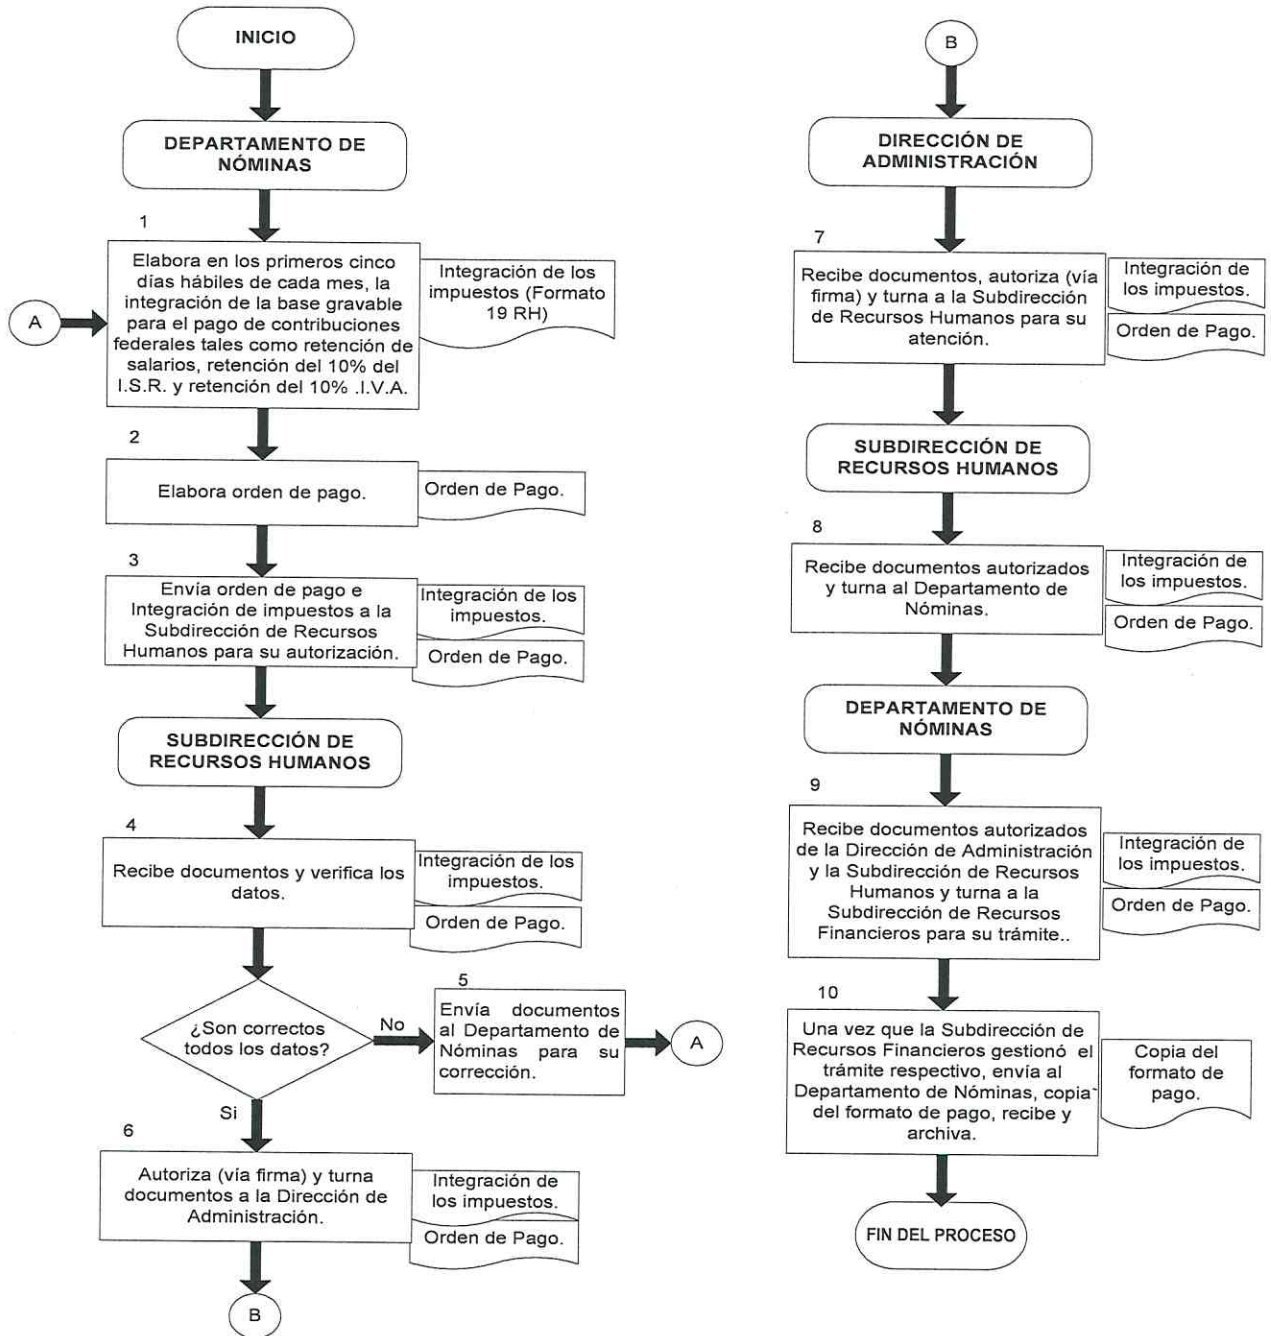 INICIO
DEPARTAMENTO DE
NÓMINAS
1
Elabora en los primeros cinco
días hábiles de cada mes, la
integración de la base gravable
para el pago de contribuciones
federales tales como retención de
salarios, retención del 10% del
I.S.R. y retención del 10% .I.V.A.
Integración de los
impuestos (Formato
19 RH)
A
2
Elabora orden de pago.
Orden de Pago.
3
Envía orden de pago e
Integración de impuestos a la
Subdirección de Recursos
Humanos para su autorización.
Integración de los
impuestos.
Orden de Pago.
SUBDIRECCIÓN DE
RECURSOS HUMANOS
4
Recibe documentos y verifica los
datos.
Integración de los
impuestos.
Orden de Pago.
¿Son correctos
todos los datos?
No
5
Envía documentos
al Departamento de
Nóminas para su
corrección.
A
Si
6
Autoriza (vía firma) y turna
documentos a la Dirección de
Administración.
Integración de
los impuestos.
Orden de Pago.
B
B
DIRECCIÓN DE
ADMINISTRACIÓN
7
Recibe documentos, autoriza (vía
firma) y turna a la Subdirección
de Recursos Humanos para su
atención.
Integración de
los impuestos.
Orden de Pago.
SUBDIRECCIÓN DE
RECURSOS HUMANOS
8
Recibe documentos autorizados
y turna al Departamento de
Nóminas.
Integración de
los impuestos.
Orden de Pago.
DEPARTAMENTO DE
NÓMINAS
9
Recibe documentos autorizados
de la Dirección de Administración
y la Subdirección de Recursos
Humanos y turna a la
Subdirección de Recursos
Financieros para su trámite..
Integración de
los impuestos.
Orden de Pago.
10
Una vez que la Subdirección de
Recursos Financieros gestionó el
trámite respectivo, envía al
Departamento de Nóminas, copia
del formato de pago, recibe y
archiva.
Copia del
formato de
pago.
FIN DEL PROCESO